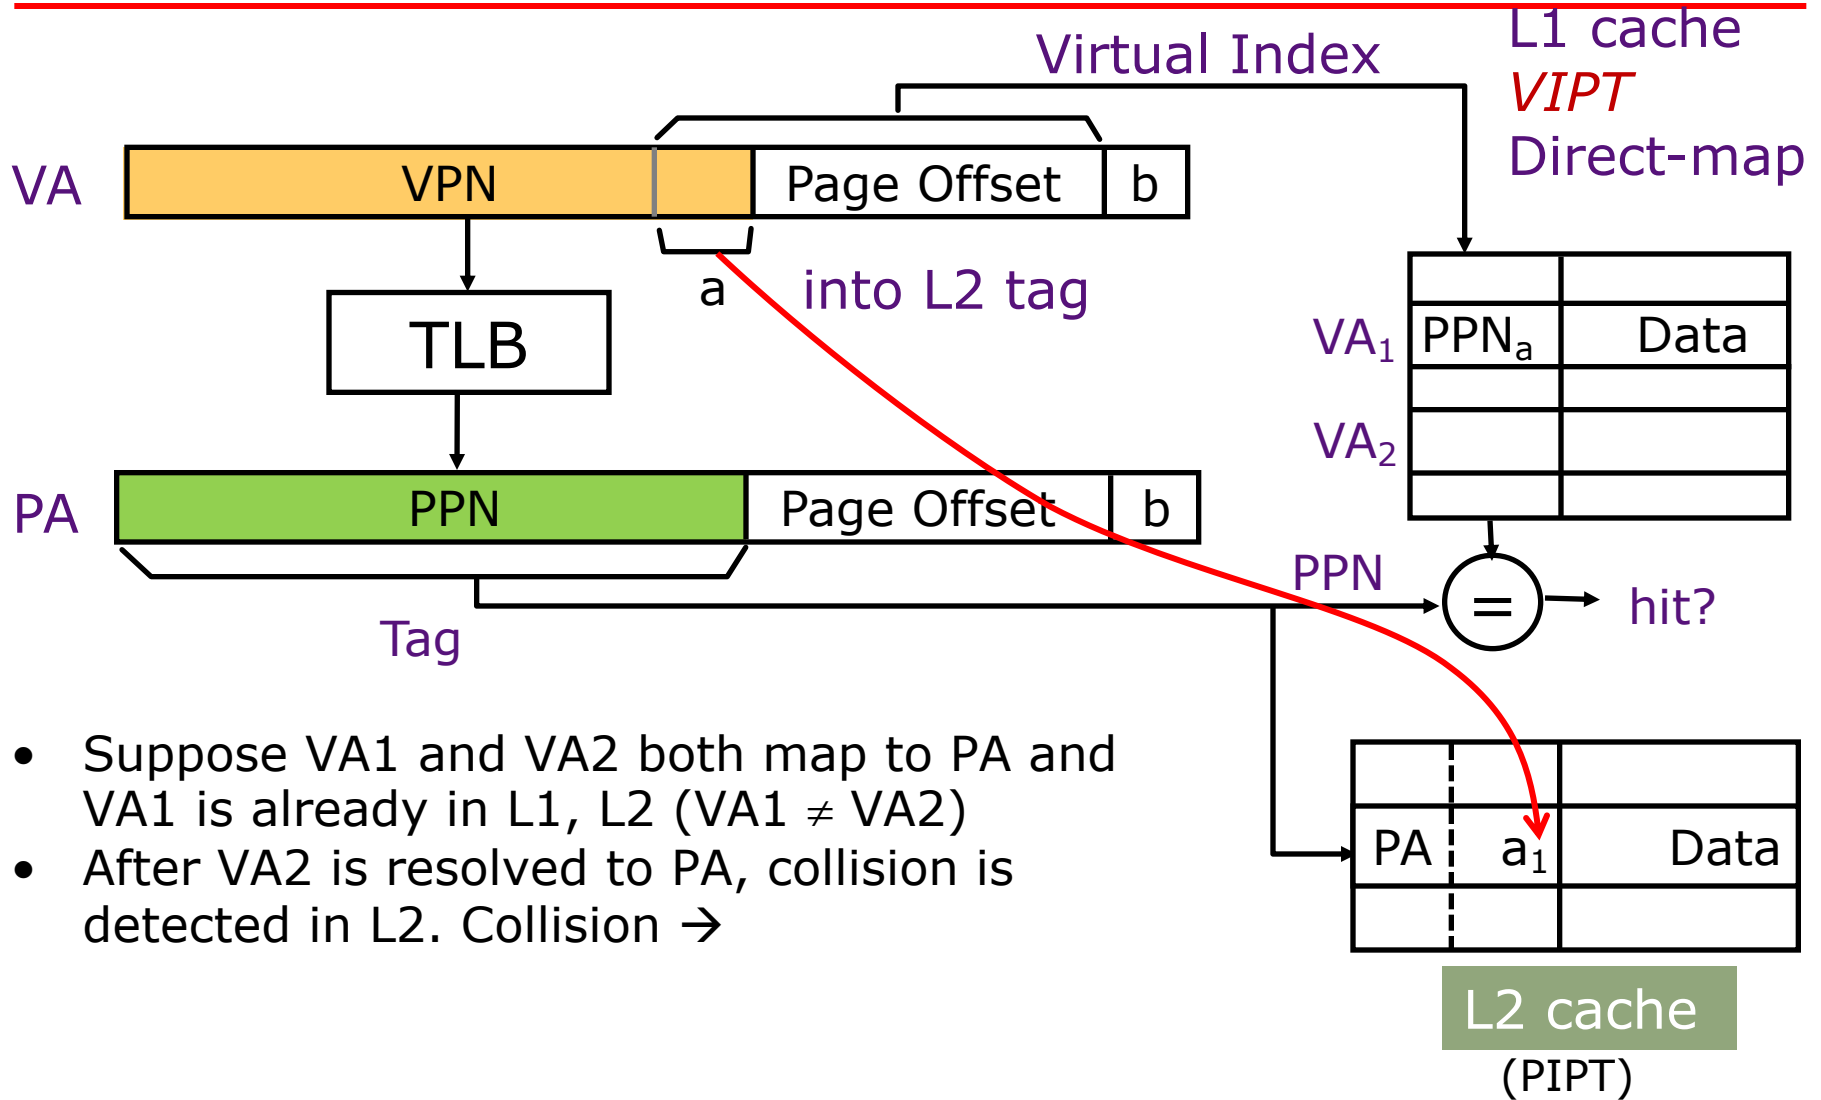 L1 cache
VIPT
Direct-map
Virtual Index
VA
VPN
Page Offset
b
a
into L2 tag
TLB
VA₁
PPNₐ
Data
VA₂
PA
PPN
Page Offset
b
PPN
=
hit?
Tag
• Suppose VA1 and VA2 both map to PA and
VA1 is already in L1, L2 (VA1 ≠ VA2)
• After VA2 is resolved to PA, collision is
detected in L2. Collision →
PA
a₁
Data
L2 cache
(PIPT)